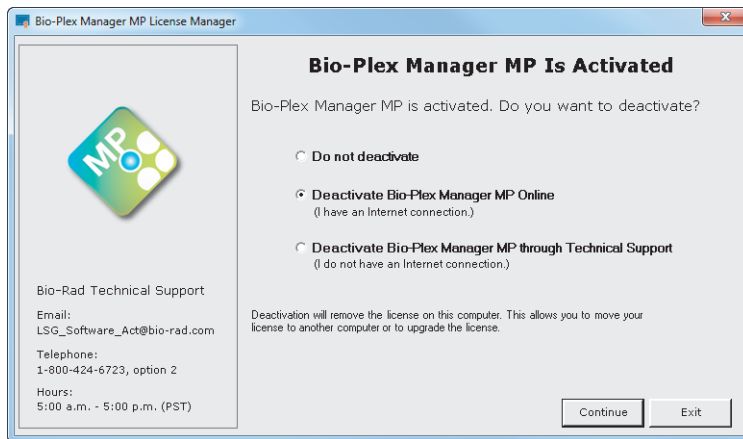 Bio-Plex Manager MP License Manager
MP
Bio-Rad Technical Support
Email:
LSG_Software_Act@bio-rad.com
Telephone:
1-800-424-6723, option 2
Hours:
5:00 a.m. - 5:00 p.m. (PST)
Bio-Plex Manager MP Is Activated
Bio-Plex Manager MP is activated. Do you want to deactivate?
Do not deactivate
Deactivate Bio-Plex Manager MP Online
(I have an Internet connection.)
Deactivate Bio-Plex Manager MP through Technical Support
(I do not have an Internet connection.)
Deactivation will remove the license on this computer. This allows you to move your
license to another computer or to upgrade the license.
Continue
Exit